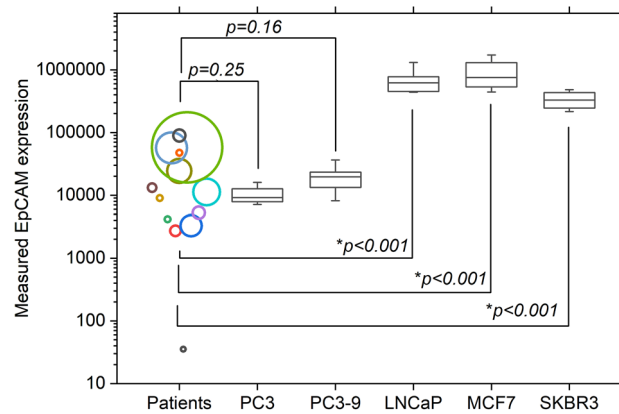 p=0.16
p=0.25
Measured EpCAM expression
1000000
100000
10000
1000
100
10
*p<0.001
*p<0.001
*p<0.001
Patients PC3 PC3-9 LNCaP MCF7 SKBR3